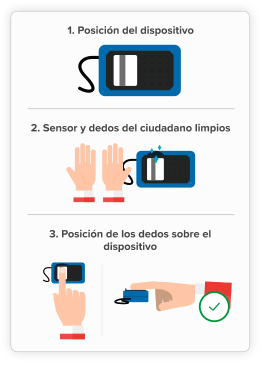 1. Posición del dispositivo
2. Sensor y dedos del ciudadano limpios
3. Posición de los dedos sobre el
dispositivo